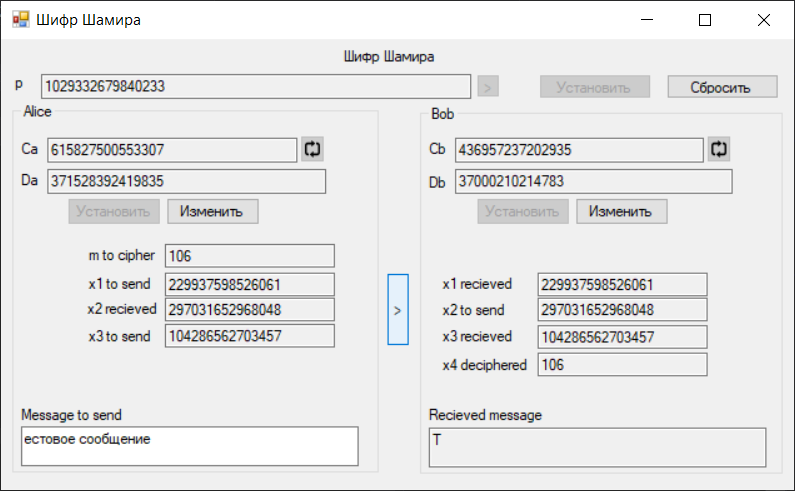 Шифр Шамира
Шифр Шамира
p 1029332679840233 > Установить Сбросить
Alice
Ca 615827500553307
Da 371528392419835
Установить Изменить
m to cipher 106
x1 to send 229937598526061
x2 recieved 297031652968048
x3 to send 104286562703457
Message to send
естовое сообщение
>
Bob
Cb 436957237202935
Db 37000210214783
Установить Изменить
x1 recieved 229937598526061
x2 to send 297031652968048
x3 recieved 104286562703457
x4 deciphered 106
Recieved message
Т